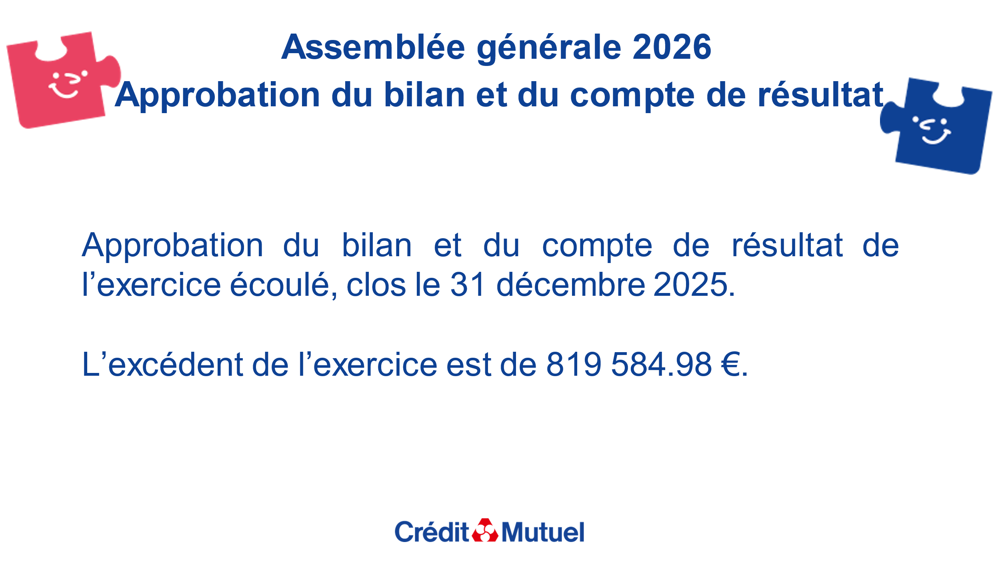 Assemblée générale 2026
Approbation du bilan et du compte de résultat
Approbation du bilan et du compte de résultat de
l’exercice écoulé, clos le 31 décembre 2025.
L’excédent de l’exercice est de 819 584.98 €.
Crédit Mutuel